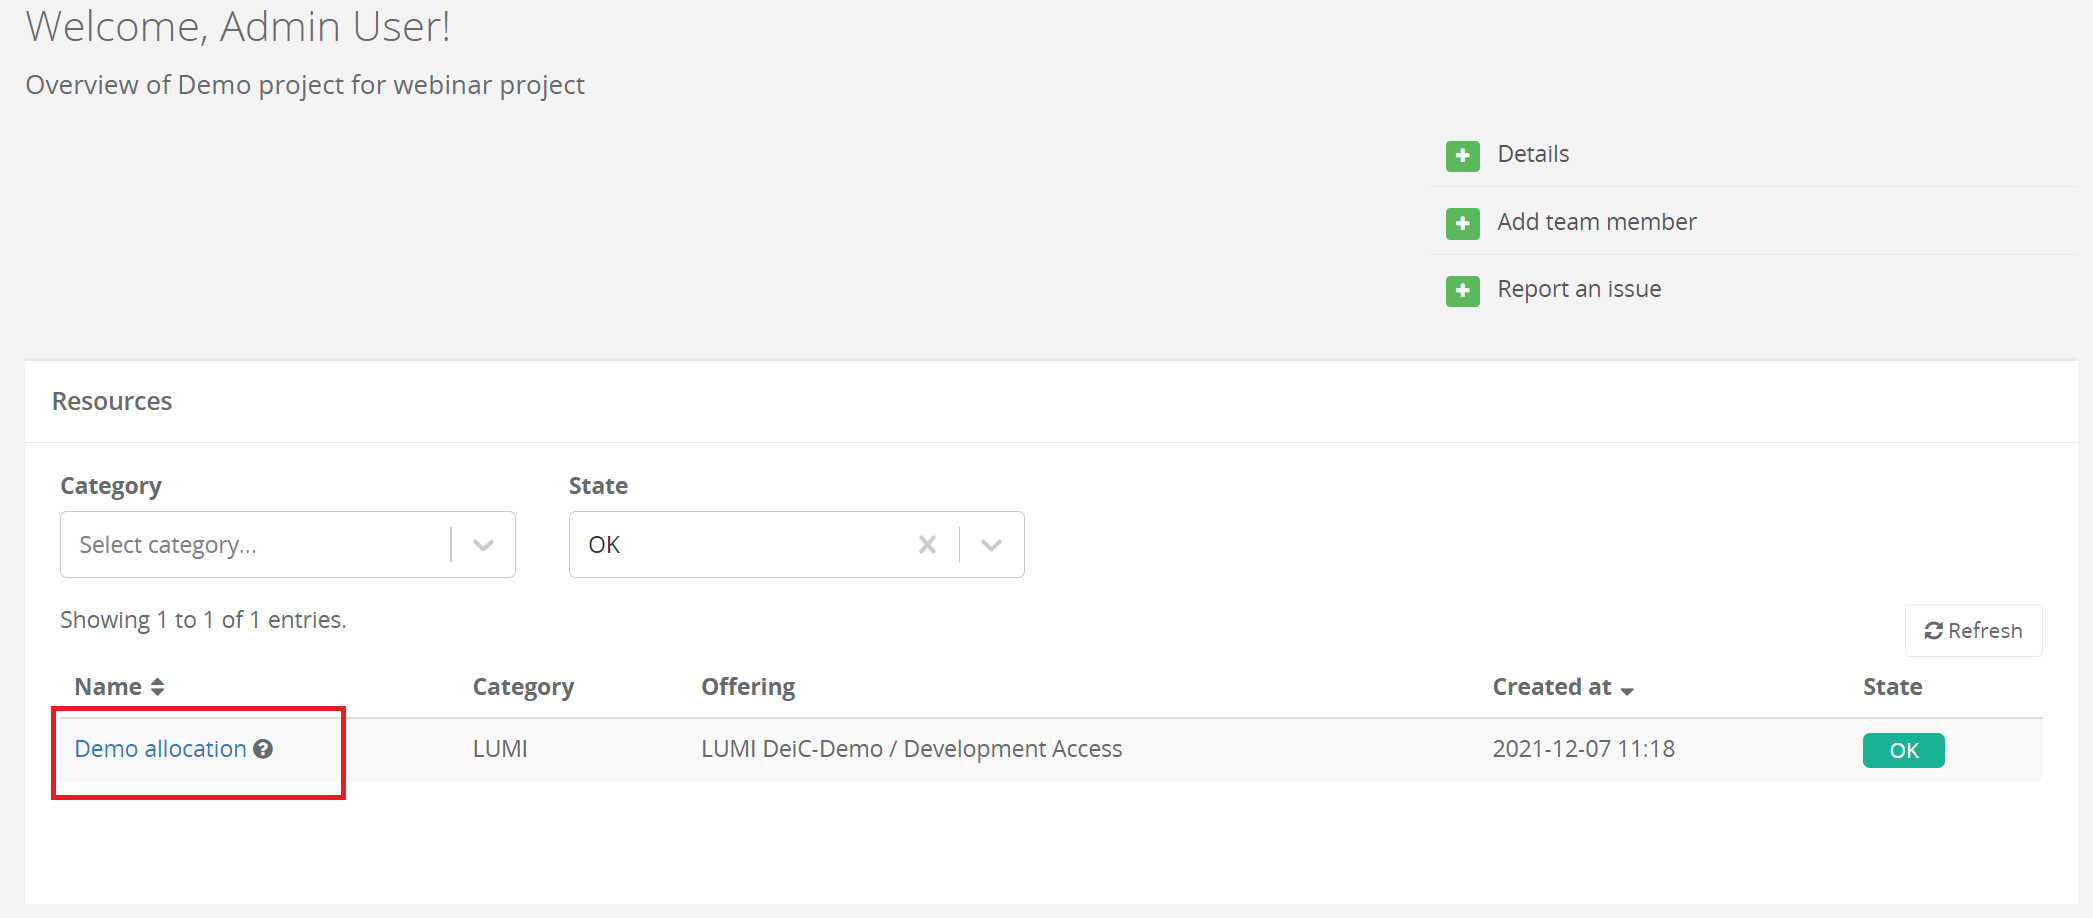 Welcome, Admin User!
Overview of Demo project for webinar project
Details
Add team member
Report an issue
Resources
Category State
Select category... OK
Showing 1 to 1 of 1 entries.
Refresh
Name Category Offering Created at State
Demo allocation LUMI LUMI DeiC-Demo / Development Access 2021-12-07 11:18 OK